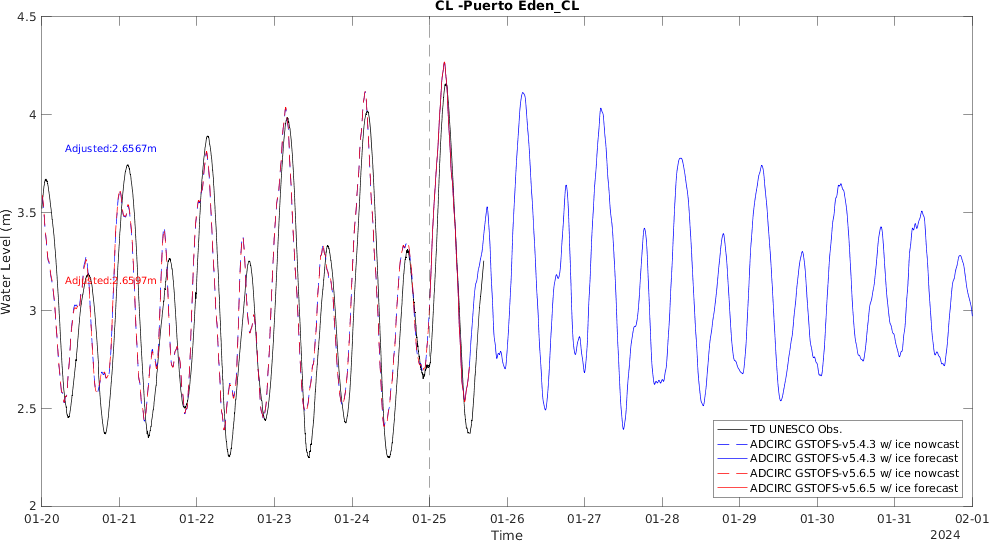 CL -Puerto Eden_CL
4.5
4
3.5
3
2.5
2
Water Level (m)
Adjusted:2.6567m
Adjusted:2.6597m
TD UNESCO Obs.
ADCIRC GSTOFS-v5.4.3 w/ ice nowcast
ADCIRC GSTOFS-v5.4.3 w/ ice forecast
ADCIRC GSTOFS-v5.6.5 w/ ice nowcast
ADCIRC GSTOFS-v5.6.5 w/ ice forecast
01-20 01-21 01-22 01-23 01-24 01-25 01-26 01-27 01-28 01-29 01-30 01-31 02-01
Time
2024